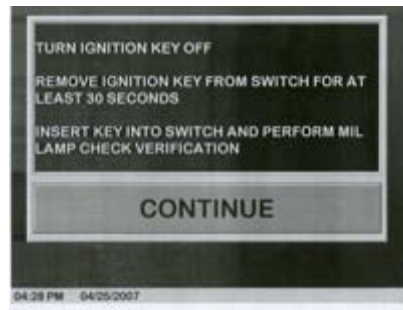 TURN IGNITION KEY OFF
REMOVE IGNITION KEY FROM SWITCH FOR AT
LEAST 30 SECONDS
INSERT KEY INTO SWITCH AND PERFORM MIL
LAMP CHECK VERIFICATION
CONTINUE
04:28 PM 04/25/2007